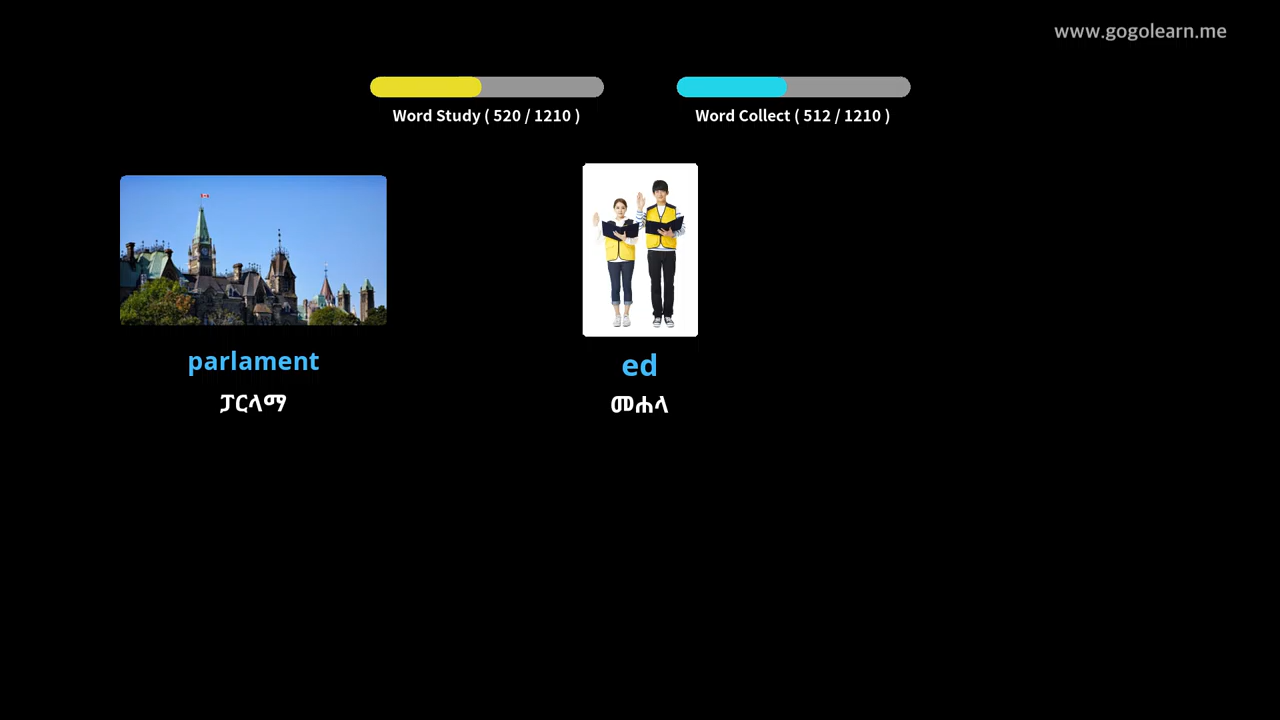 www.gogolearn.me
Word Study ( 520 / 1210 )
Word Collect ( 512 / 1210 )
parlament
ፓርላማ
ed
መሐላ